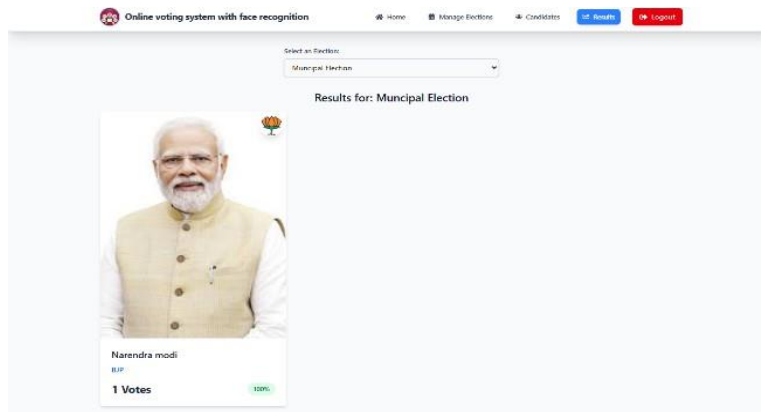 Online voting system with face recognition
Home
Manage Elections
Candidates
Results
Logout
Select an Election:
Muncipal Election
Results for: Muncipal Election
Narendra modi
BJP
1 Votes
100%